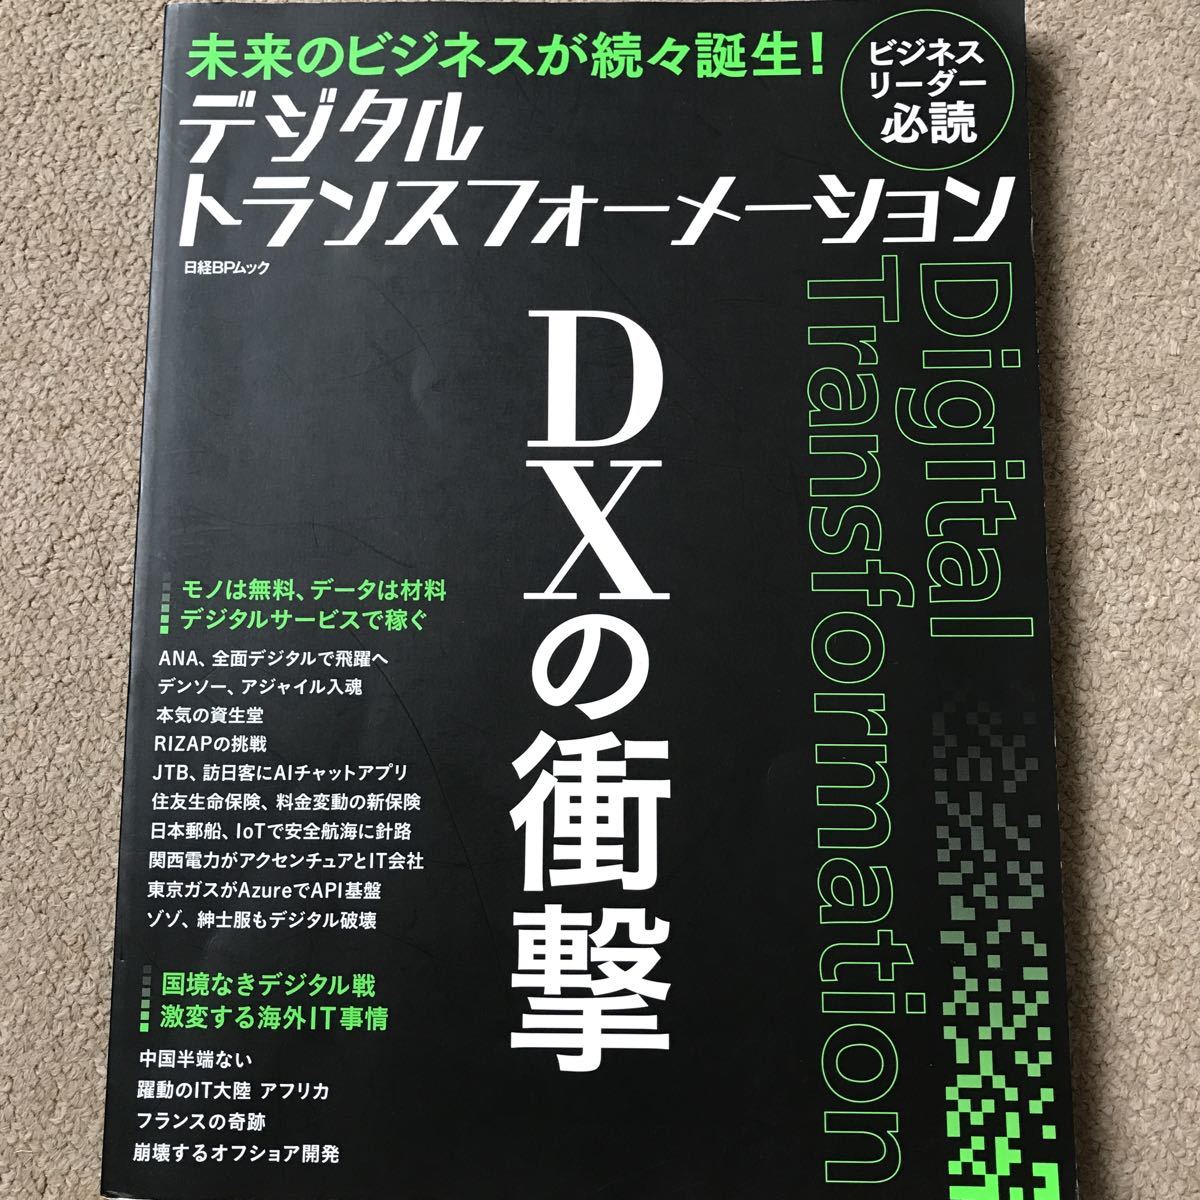 未来のビジネスが続々誕生！
ビジネス
リーダー
必読
デジタル
トランスフォーメーション
日経BPムック
Digital
Transformation
DXの衝撃
モノは無料、データは材料
デジタルサービスで稼ぐ
ANA、全面デジタルで飛躍へ
デンソー、アジャイル入魂
本気の資生堂
RIZAPの挑戦
JTB、訪日客にAIチャットアプリ
住友生命保険、料金変動の新保険
日本郵船、IoTで安全航海に針路
関西電力がアクセンチュアとIT会社
東京ガスがAzureでAPI基盤
ゾゾ、紳士服もデジタル破壊
国境なきデジタル戦
激変する海外IT事情
中国半端ない
躍動のIT大陸 アフリカ
フランスの奇跡
崩壊するオフショア開発